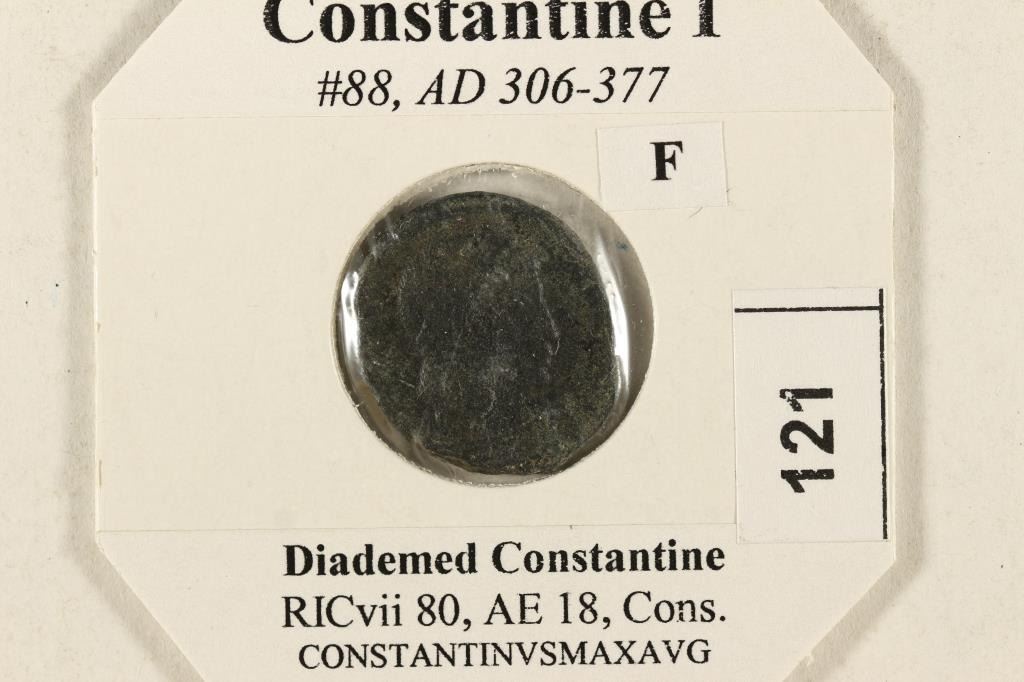 Constantine I
#88, AD 306-377
F
121
Diademed Constantine
RICvii 80, AE 18, Cons.
CONSTANTINVSMAXAVG